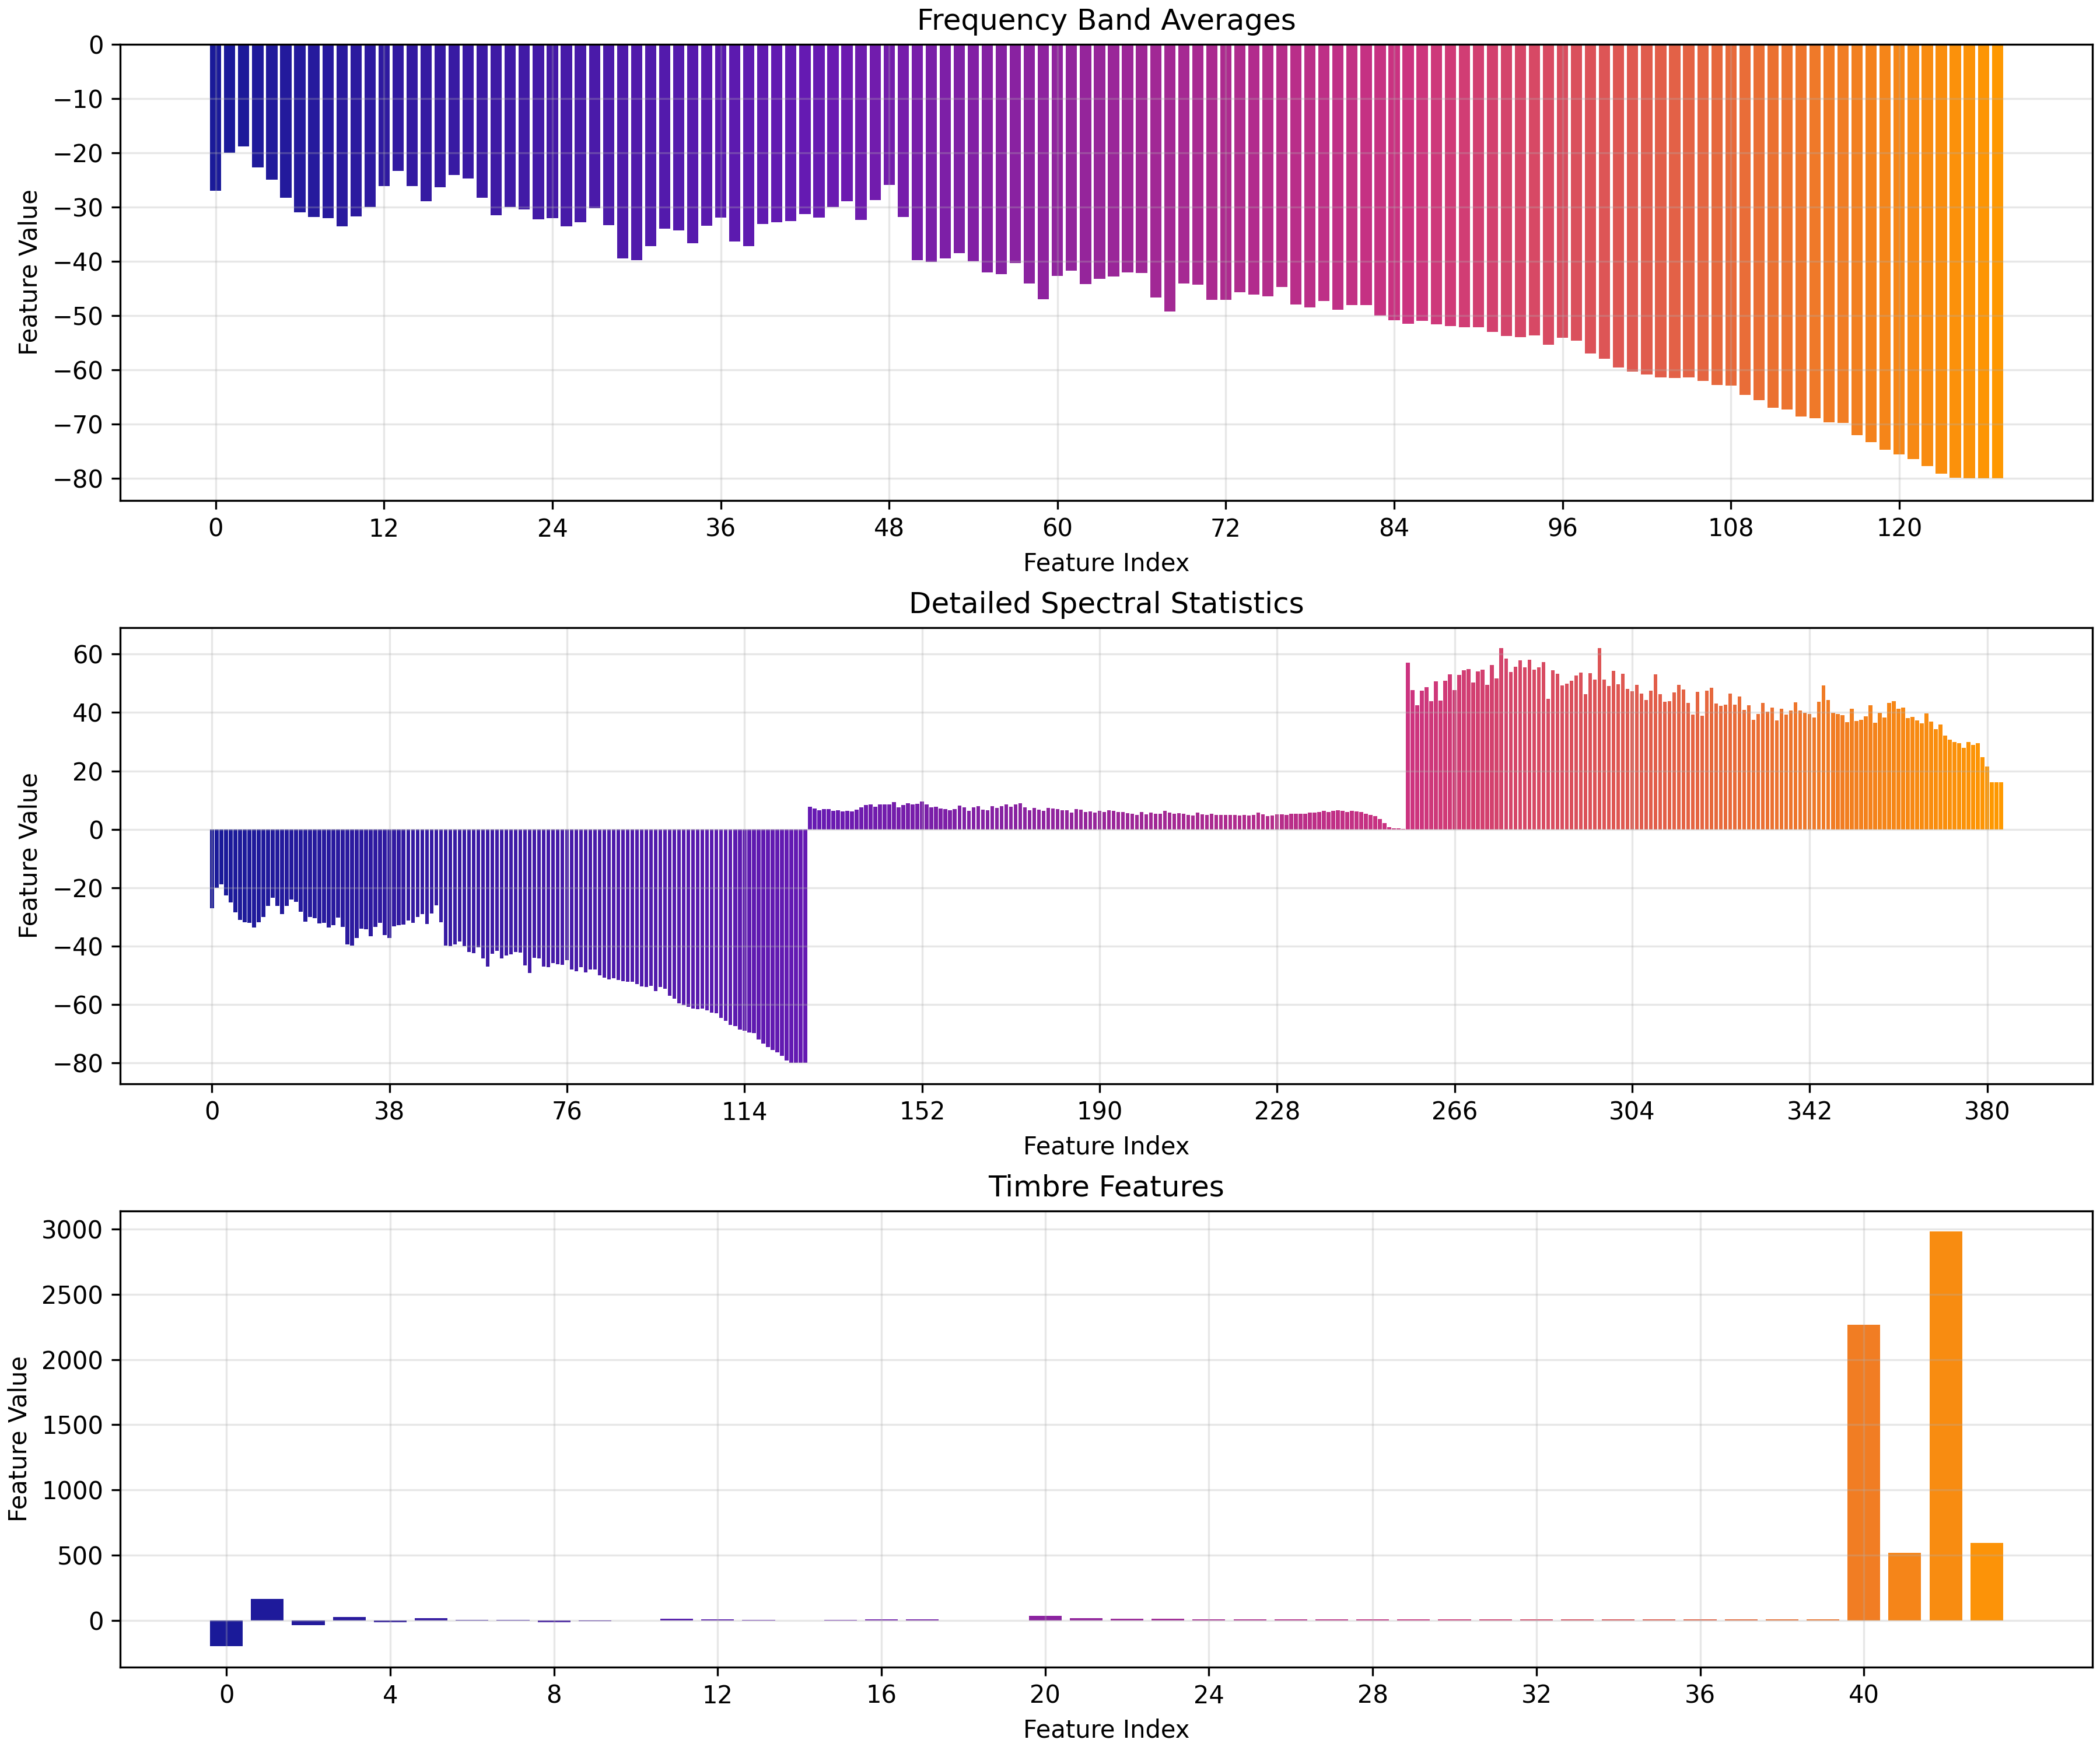 Frequency Band Averages
0
−10
−20
−30
−40
−50
−60
−70
−80
Feature Value
0 12 24 36 48 60 72 84 96 108 120
Feature Index
Detailed Spectral Statistics
60
40
20
0
−20
−40
−60
−80
Feature Value
0 38 76 114 152 190 228 266 304 342 380
Feature Index
Timbre Features
3000
2500
2000
1500
1000
500
0
Feature Value
0 4 8 12 16 20 24 28 32 36 40
Feature Index